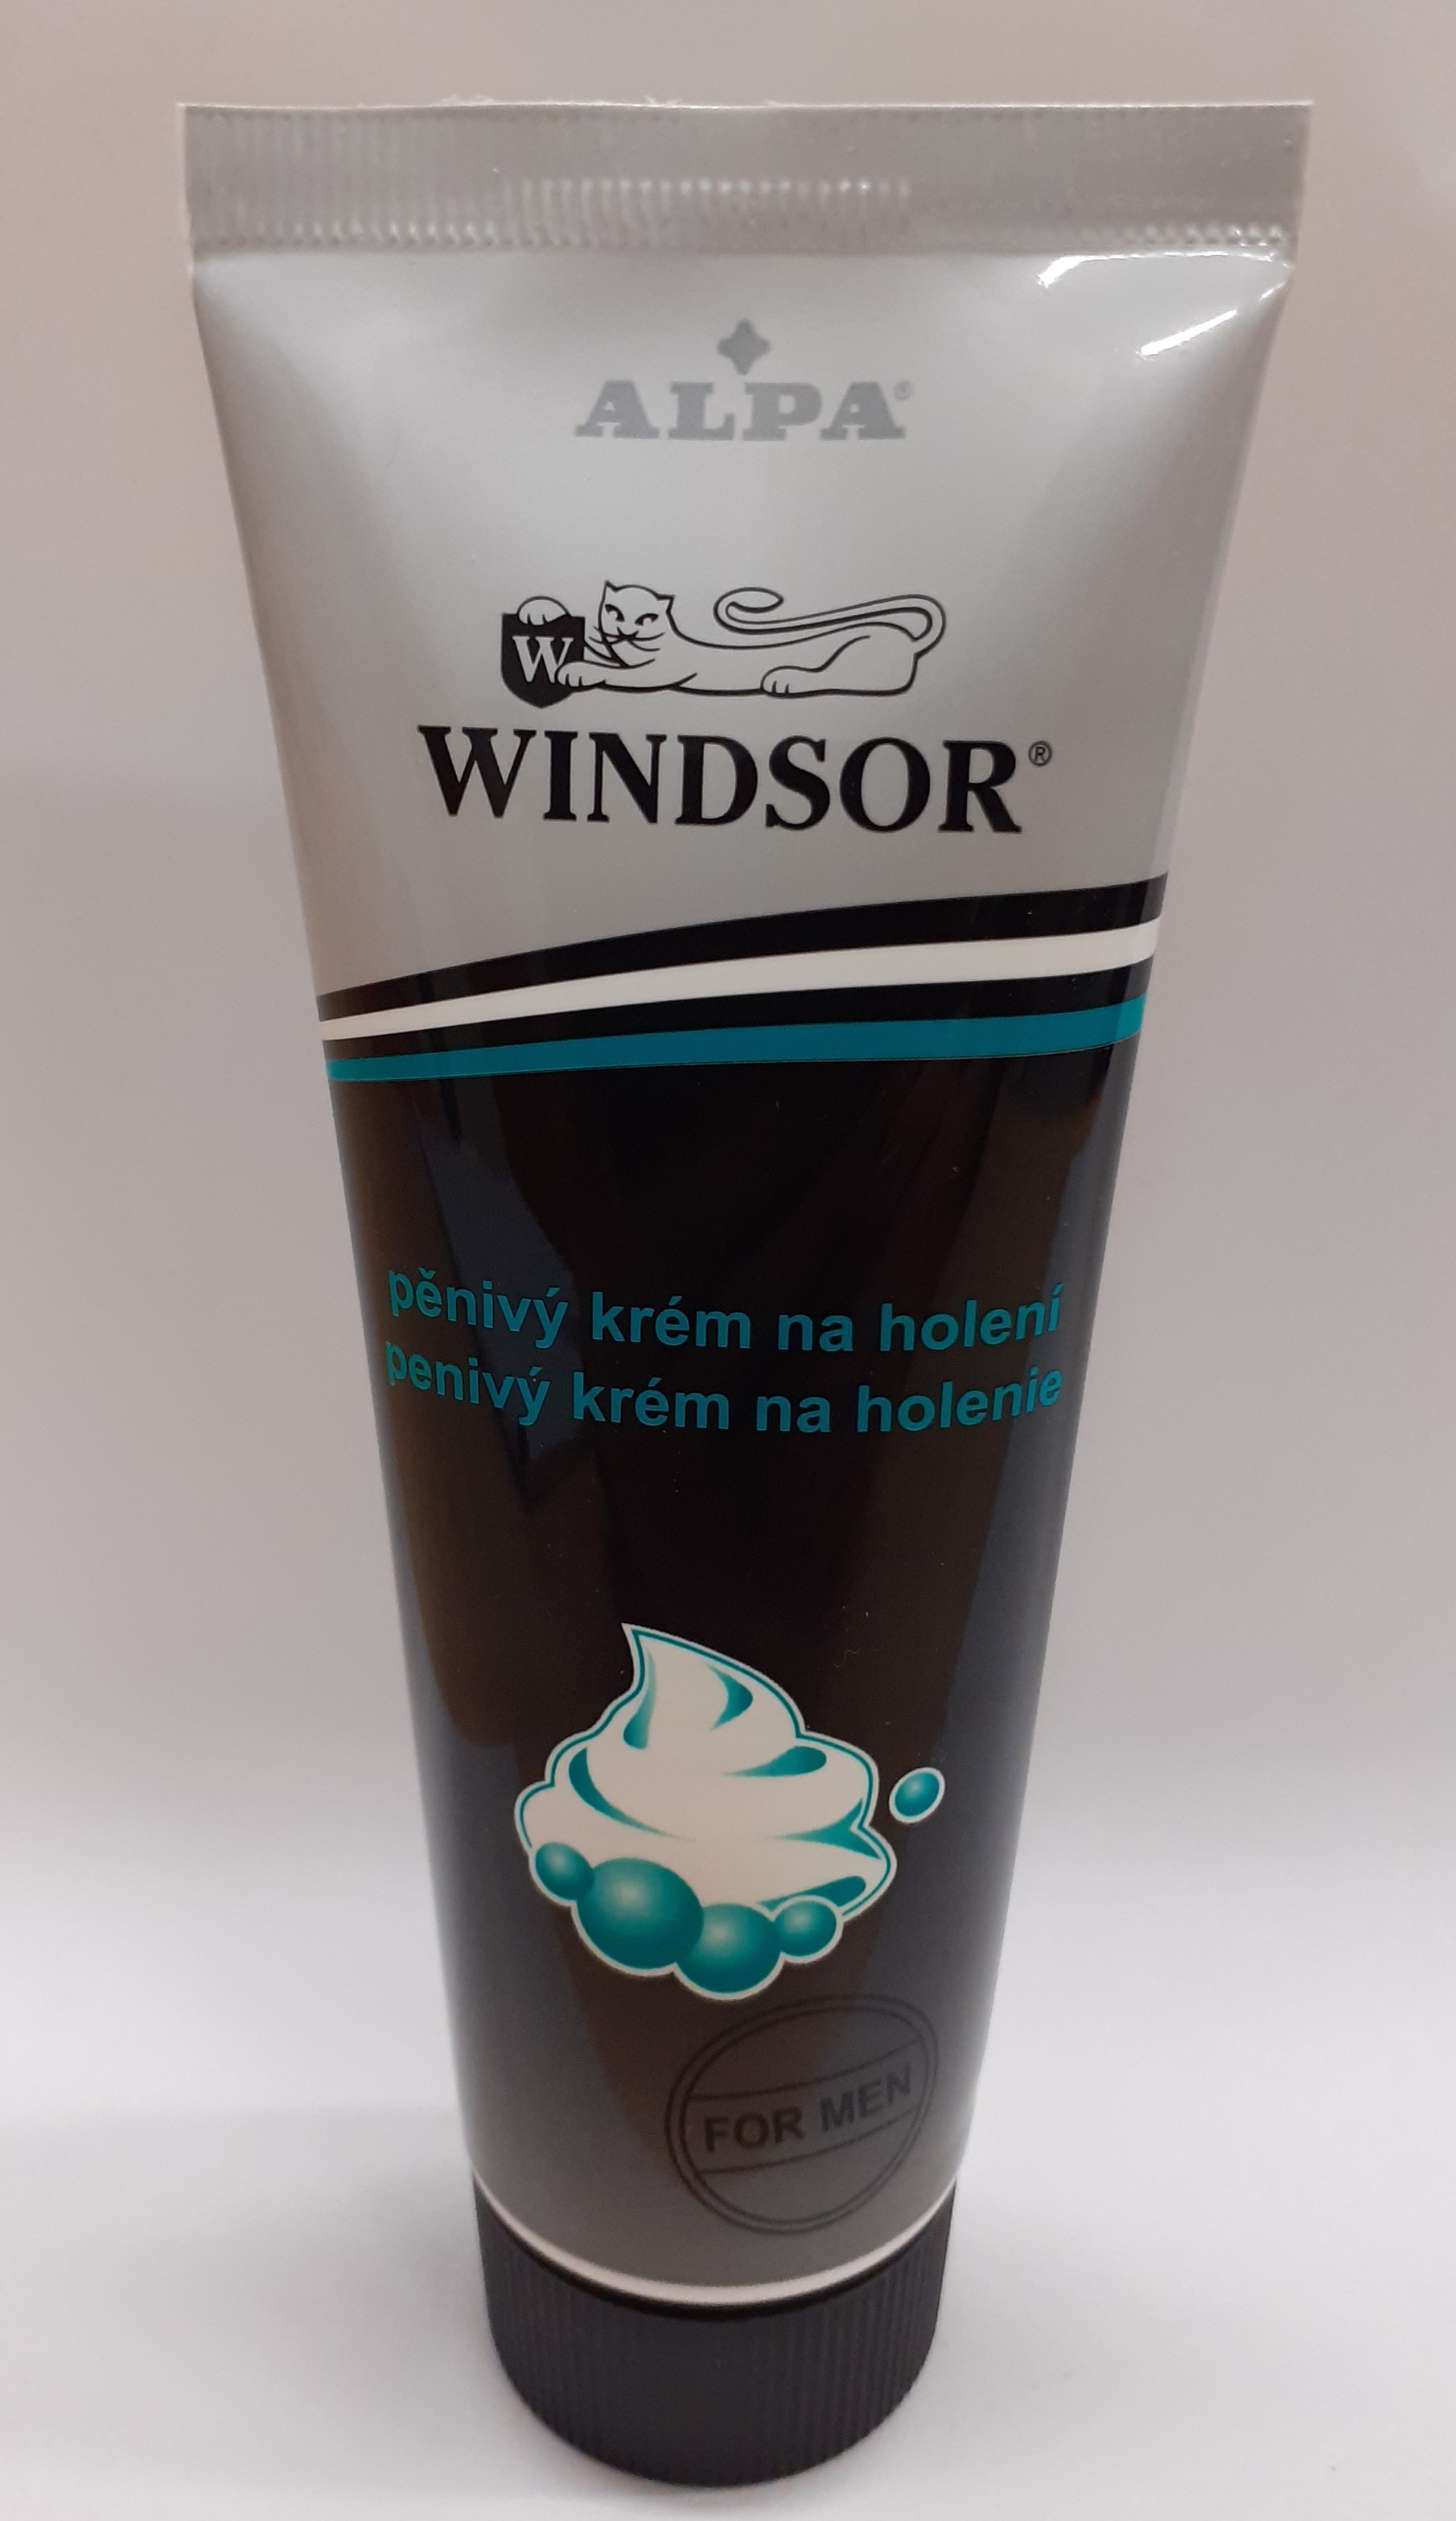 ALPA®
W
WINDSOR®
pěnivý krém na holení
penivý krém na holenie
FOR MEN